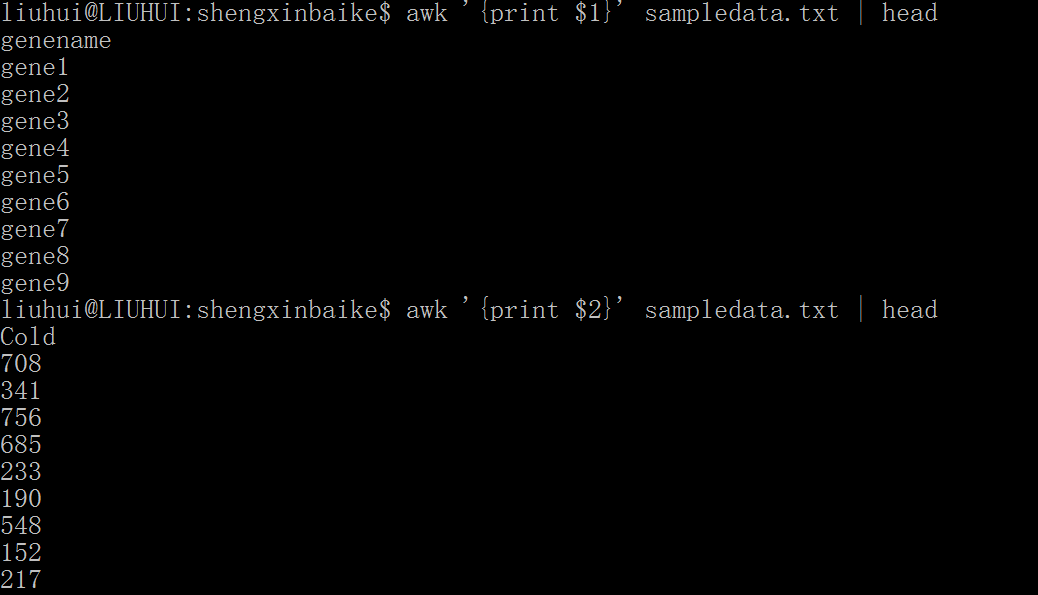 liuhui@LIUHUI:shengxinbaike$ awk '{print $1}' sampledata.txt | head
genename
gene1
gene2
gene3
gene4
gene5
gene6
gene7
gene8
gene9
liuhui@LIUHUI:shengxinbaike$ awk '{print $2}' sampledata.txt | head
Cold
708
341
756
685
233
190
548
152
217